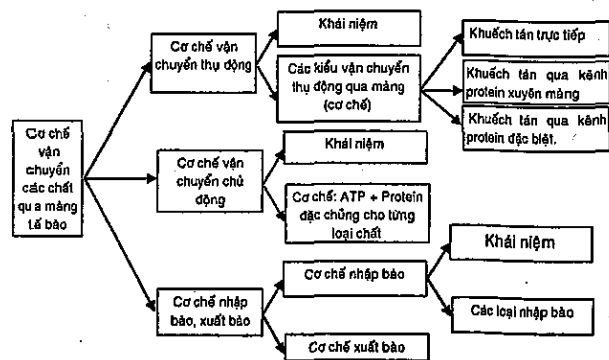 Cơ chế
vận
chuyển
các chất
qua màng
tế bào
Cơ chế vận
chuyển thụ động
Khái niệm
Các kiểu vận chuyển
thụ động qua màng
(cơ chế)
Khuếch tán trực tiếp
Khuếch tán qua kênh
protein xuyên màng
Khuếch tán qua kênh
protein đặc biệt.
Cơ chế vận
chuyển chủ
động
Khái niệm
Cơ chế: ATP + Protein
đặc chủng cho từng
loại chất
Cơ chế nhập
bào, xuất bào
Cơ chế nhập bào
Khái niệm
Các loại nhập bào
Cơ chế xuất bào